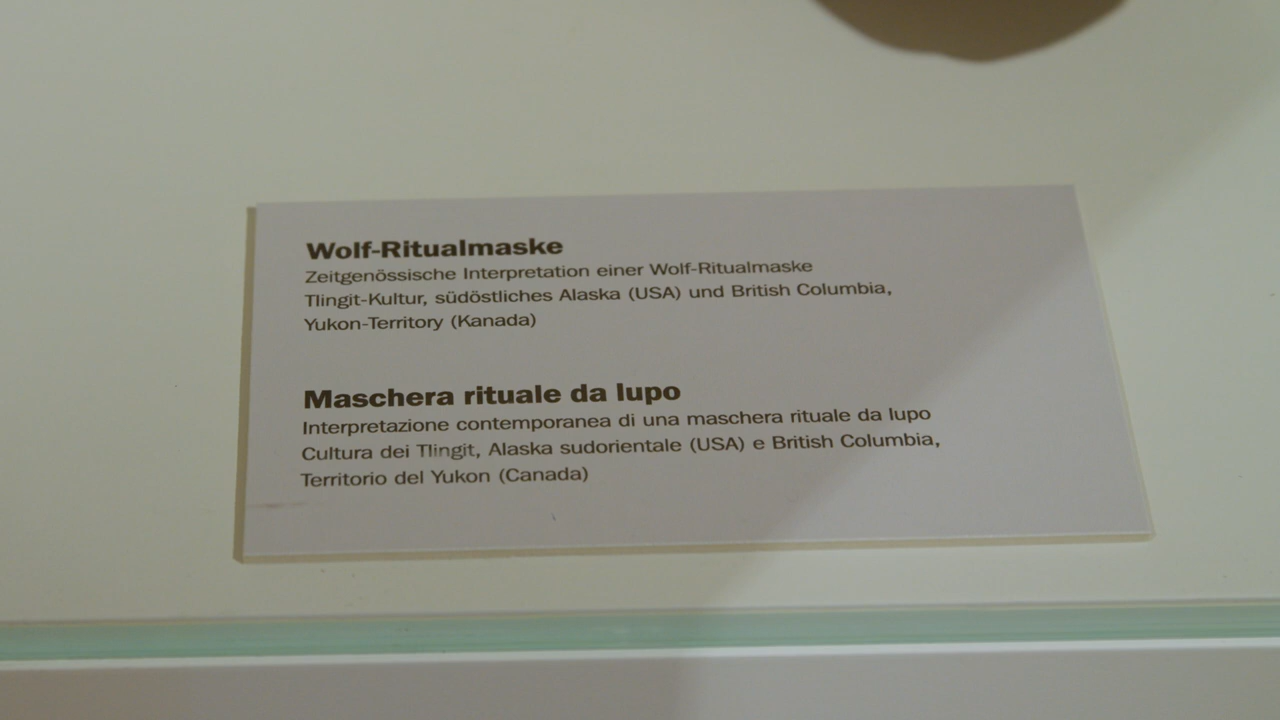 Wolf-Ritualmaske
Zeitgenössische Interpretation einer Wolf-Ritualmaske
Tlingit-Kultur, südöstliches Alaska (USA) und British Columbia,
Yukon-Territory (Kanada)
Maschera rituale da lupo
Interpretazione contemporanea di una maschera rituale da lupo
Cultura dei Tlingit, Alaska sudorientale (USA) e British Columbia,
Territorio del Yukon (Canada)